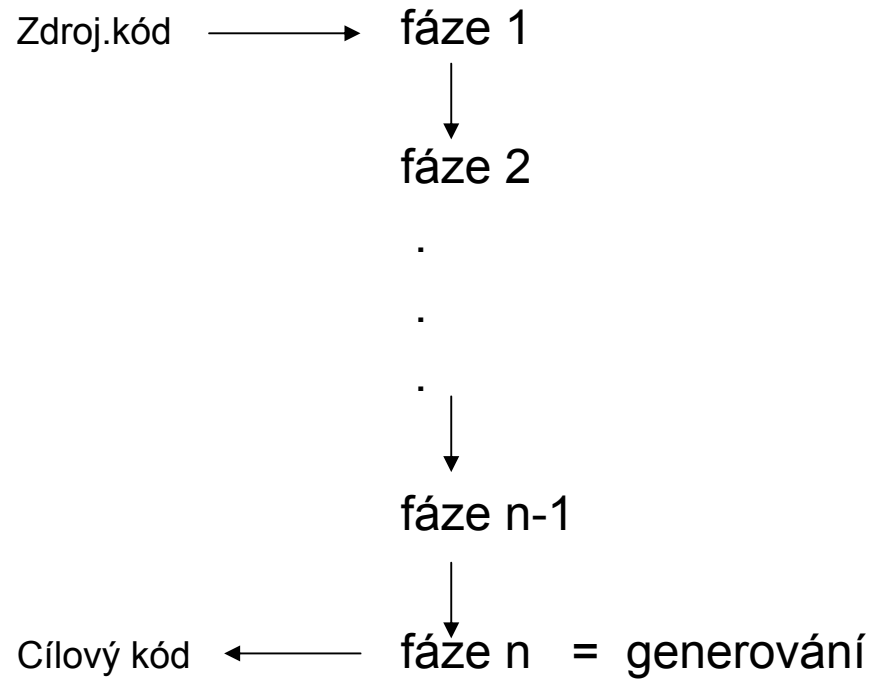 Zdroj.kód fáze 1
fáze 2
.
.
.
fáze n-1
Cílový kód fáze n = generování